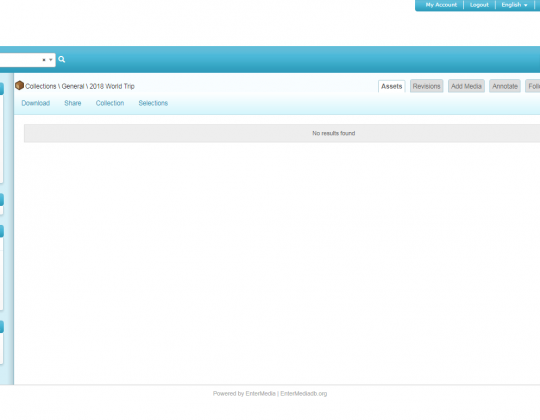 My Account Logout English
Collections \ General \ 2018 World Trip
Assets Revisions Add Media Annotate
Download Share Collection Selections
No results found
Powered by EnterMedia | EnterMediadb.org